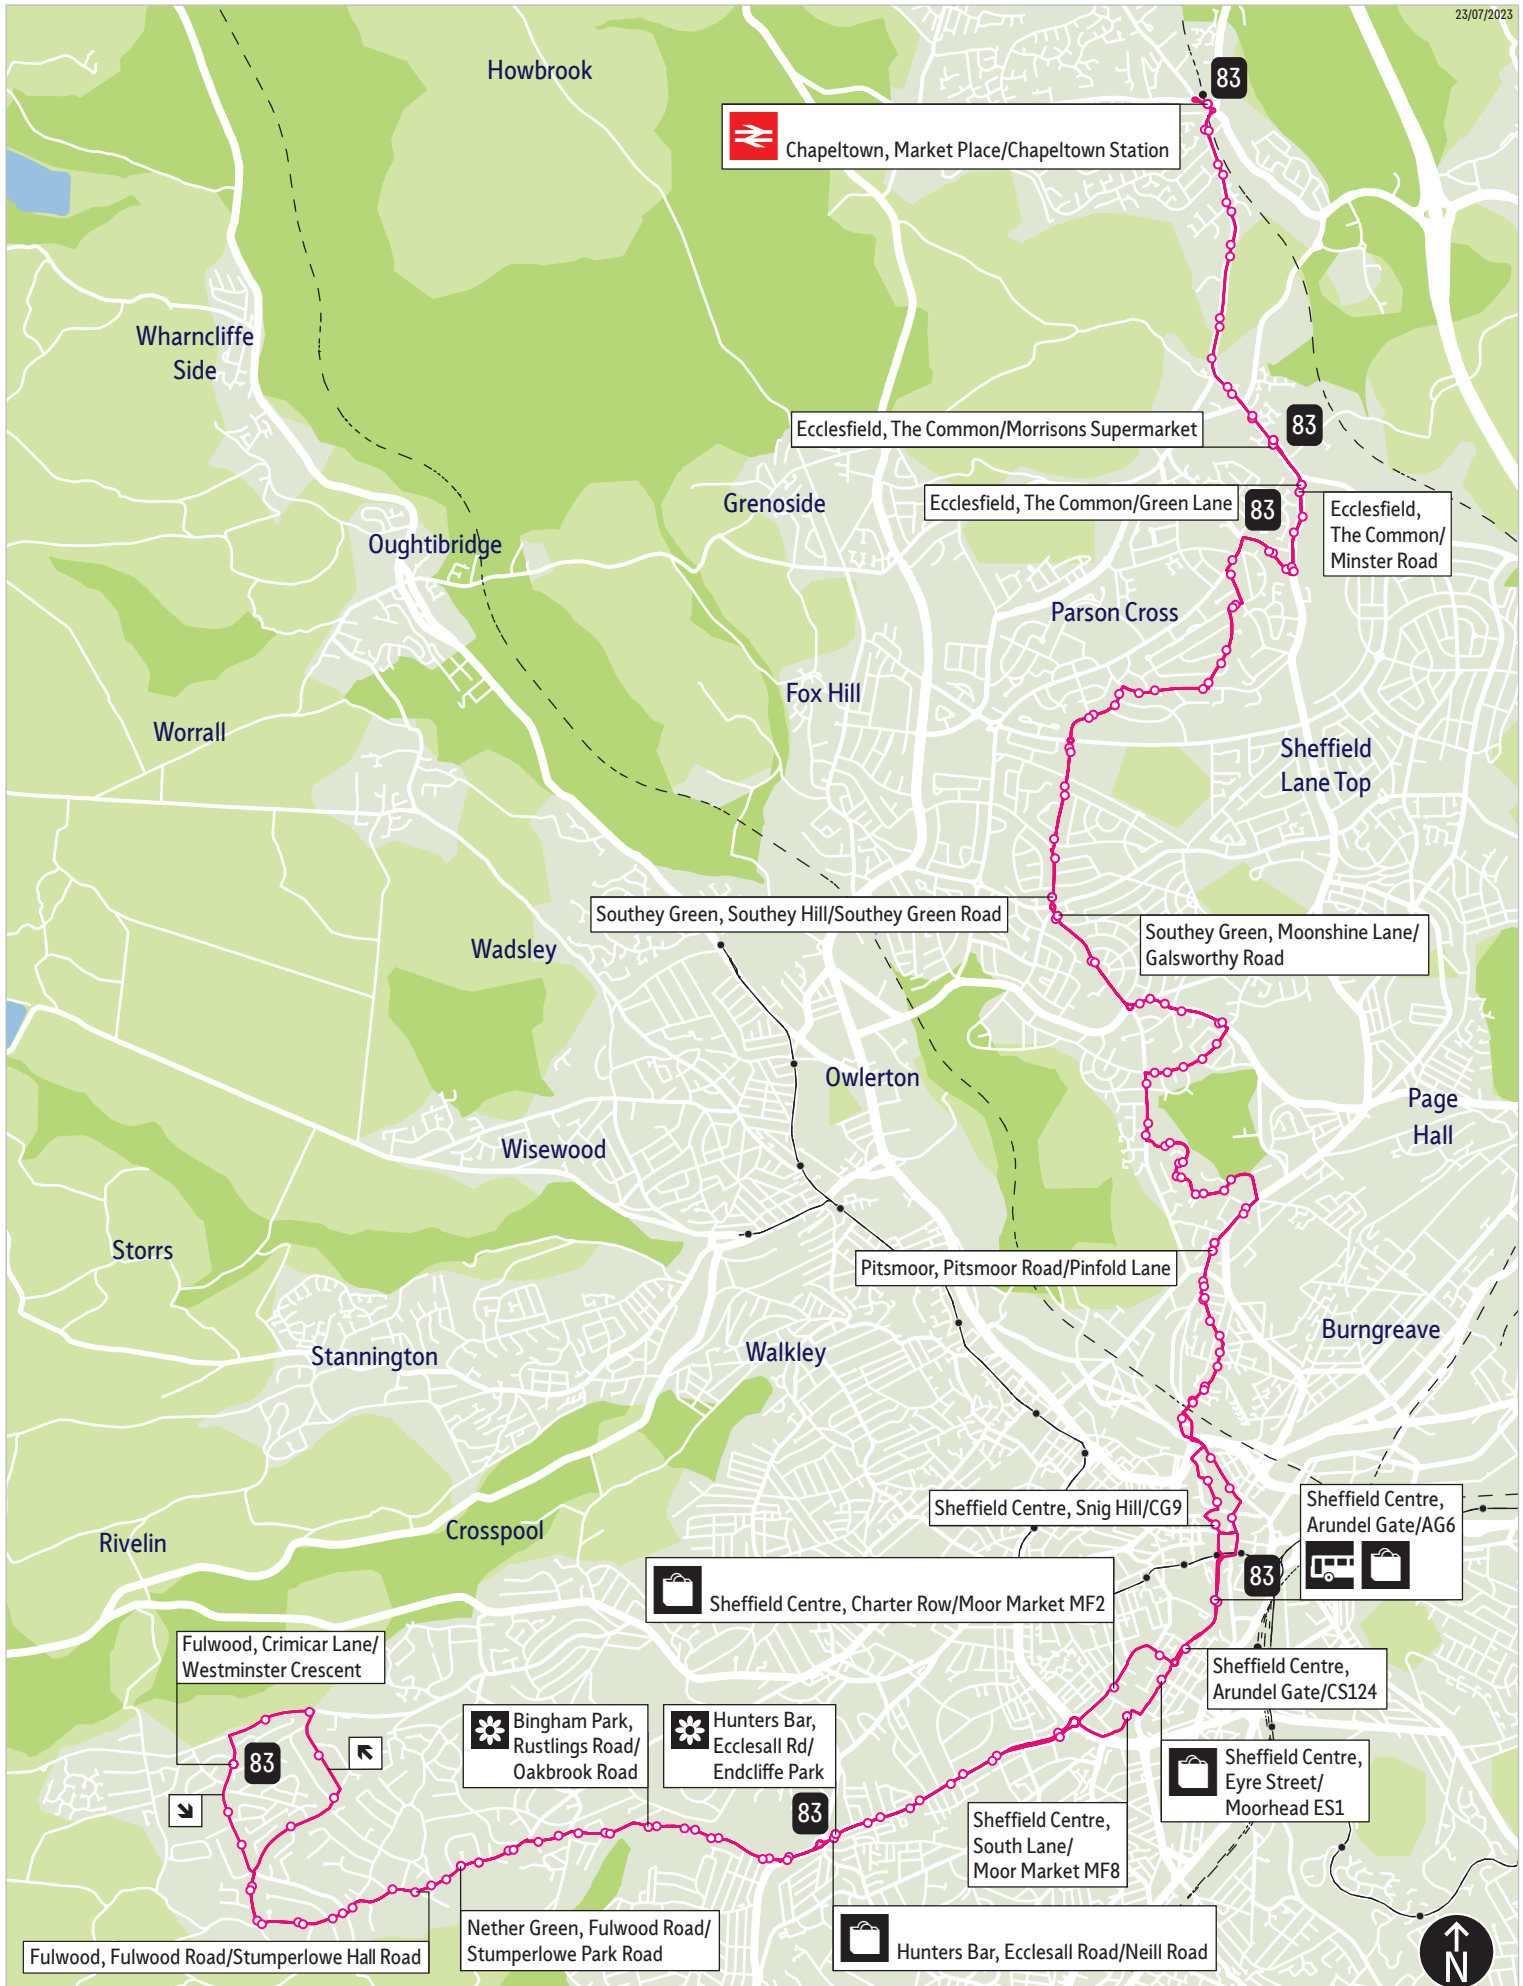 23/07/2023
Howbrook
83
Chapeltown, Market Place/Chapeltown Station
Wharncliffe
Side
Ecclesfield, The Common/Morrisons Supermarket
83
Grenoside
Ecclesfield, The Common/Green Lane
83
Ecclesfield,
The Common/
Minster Road
Oughtibridge
Parson Cross
Fox Hill
Worrall
Sheffield
Lane Top
Southey Green, Southey Hill/Southey Green Road
Southey Green, Moonshine Lane/
Galsworthy Road
Wadsley
Owlerton
Page
Hall
Wisewood
Storrs
Pitsmoor, Pitsmoor Road/Pinfold Lane
Burngreave
Stannington
Walkley
Sheffield Centre, Snig Hill/CG9
Sheffield Centre,
Arundel Gate/AG6
Rivelin
Crosspool
83
Sheffield Centre, Charter Row/Moor Market MF2
Fulwood, Crimicar Lane/
Westminster Crescent
Sheffield Centre,
Arundel Gate/CS124
83
Bingham Park,
Rustlings Road/
Oakbrook Road
Hunters Bar,
Ecclesall Rd/
Endcliffe Park
83
Sheffield Centre,
Eyre Street/
Moorhead ES1
Sheffield Centre,
South Lane/
Moor Market MF8
Nether Green, Fulwood Road/
Stumperlowe Park Road
Hunters Bar, Ecclesall Road/Neill Road
Fulwood, Fulwood Road/Stumperlowe Hall Road
N